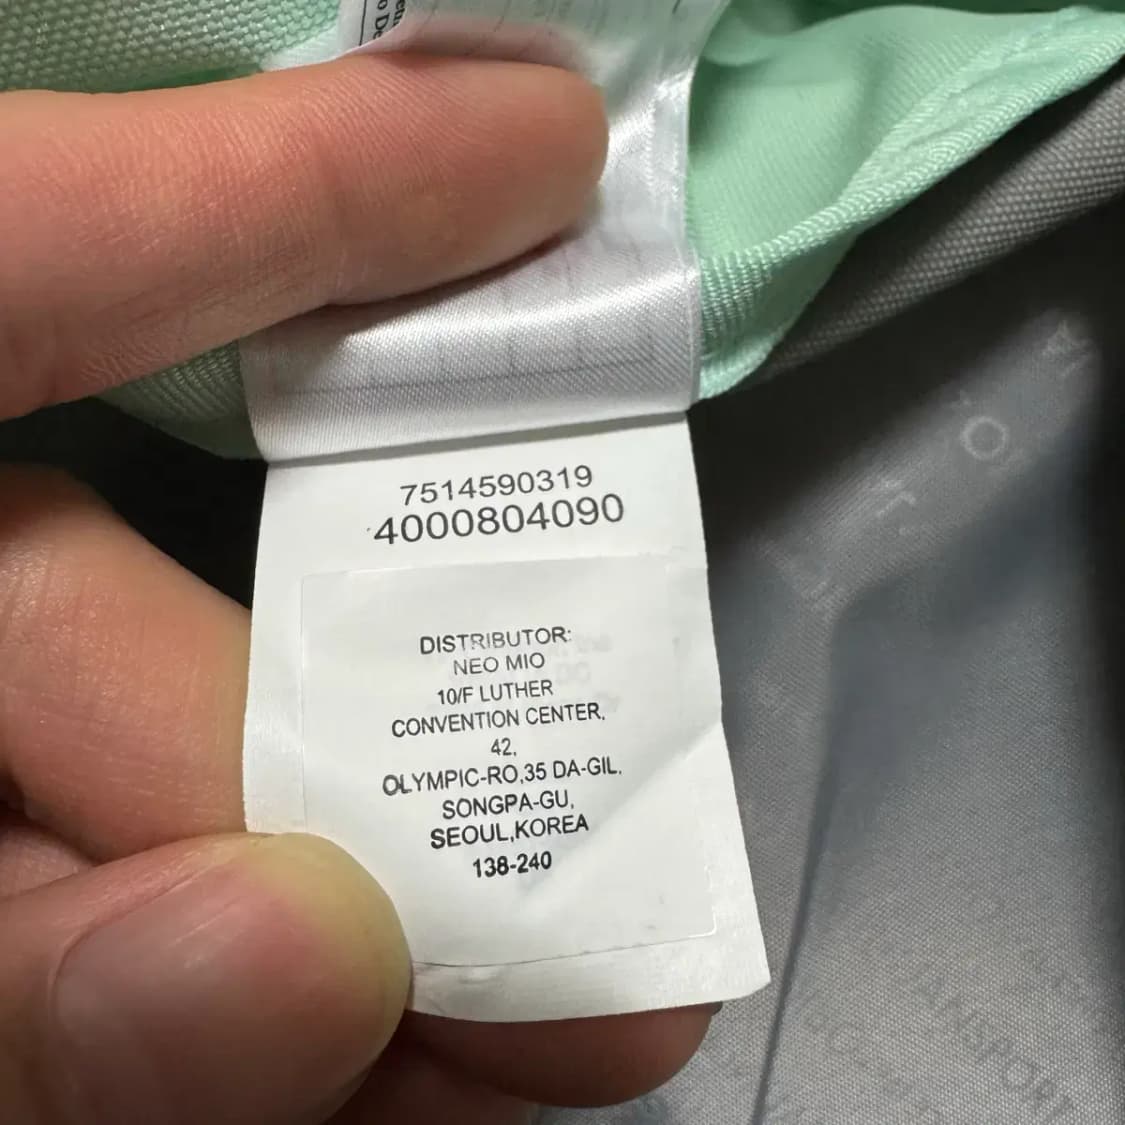 7514590319
4000804090
DISTRIBUTOR:
NEO MIO
10/F LUTHER
CONVENTION CENTER,
42,
OLYMPIC-RO,35 DA-GIL,
SONGPA-GU,
SEOUL,KOREA
138-240